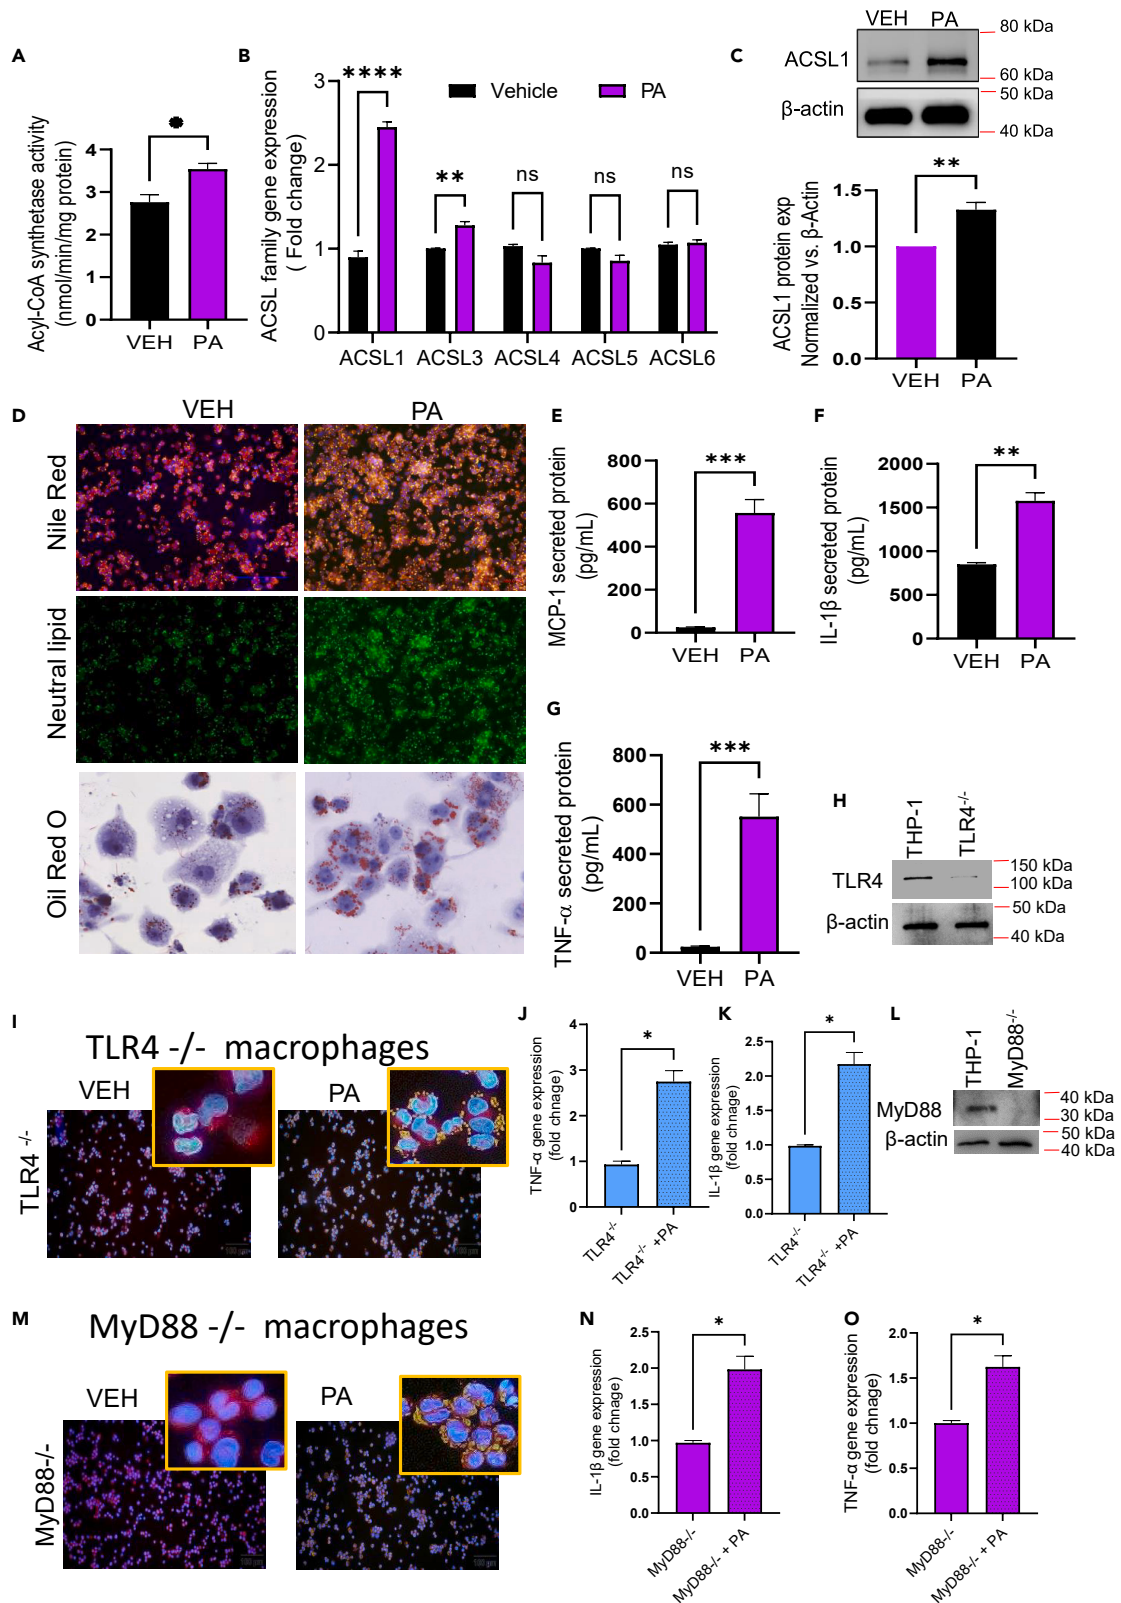 A
Acyl-CoA synthetase activity
(nmol/min/mg protein)
4
3
2
1
0
VEH PA
B
ACSL family gene expression
( Fold change)
3
2
1
0
Vehicle PA
****
**
ns
ns
ns
ACSL1 ACSL3 ACSL4 ACSL5 ACSL6
C
VEH PA
ACSL1
β-actin
80 kDa
60 kDa
50 kDa
40 kDa
ACSL1 protein exp
Normalized vs. β-Actin
1.5
1.0
0.5
0.0
**
VEH PA
D
VEH PA
Nile Red
Neutral lipid
Oil Red O
E
MCP-1 secreted protein
(pg/mL)
800
600
400
200
0
***
VEH PA
F
IL-1β secreted protein
(pg/mL)
2000
1500
1000
500
0
**
VEH PA
G
TNF-α secreted protein
(pg/mL)
800
600
400
200
0
***
VEH PA
H
THP-1
TLR4-/-
TLR4
β-actin
150 kDa
100 kDa
50 kDa
40 kDa
I
TLR4 -/- macrophages
VEH PA
TLR4 -/-
100 µm
100 µm
J
TNF-α gene expression
(fold chnage)
4
3
2
1
0
*
TLR4-/-
TLR4-/- +PA
K
IL-1β gene expression
(fold chnage)
2.5
2.0
1.5
1.0
0.5
0.0
*
TLR4-/-
TLR4-/- +PA
L
THP-1
MyD88-/-
MyD88
β-actin
40 kDa
30 kDa
50 kDa
40 kDa
M
MyD88 -/- macrophages
VEH PA
MyD88-/-
100 µm
100 µm
N
IL-1β gene expression
(fold chnage)
2.5
2.0
1.5
1.0
0.5
0.0
*
MyD88-/-
MyD88-/- + PA
O
TNF-α gene expression
(fold chnage)
2.0
1.5
1.0
0.5
0.0
*
MyD88-/-
MyD88-/- + PA